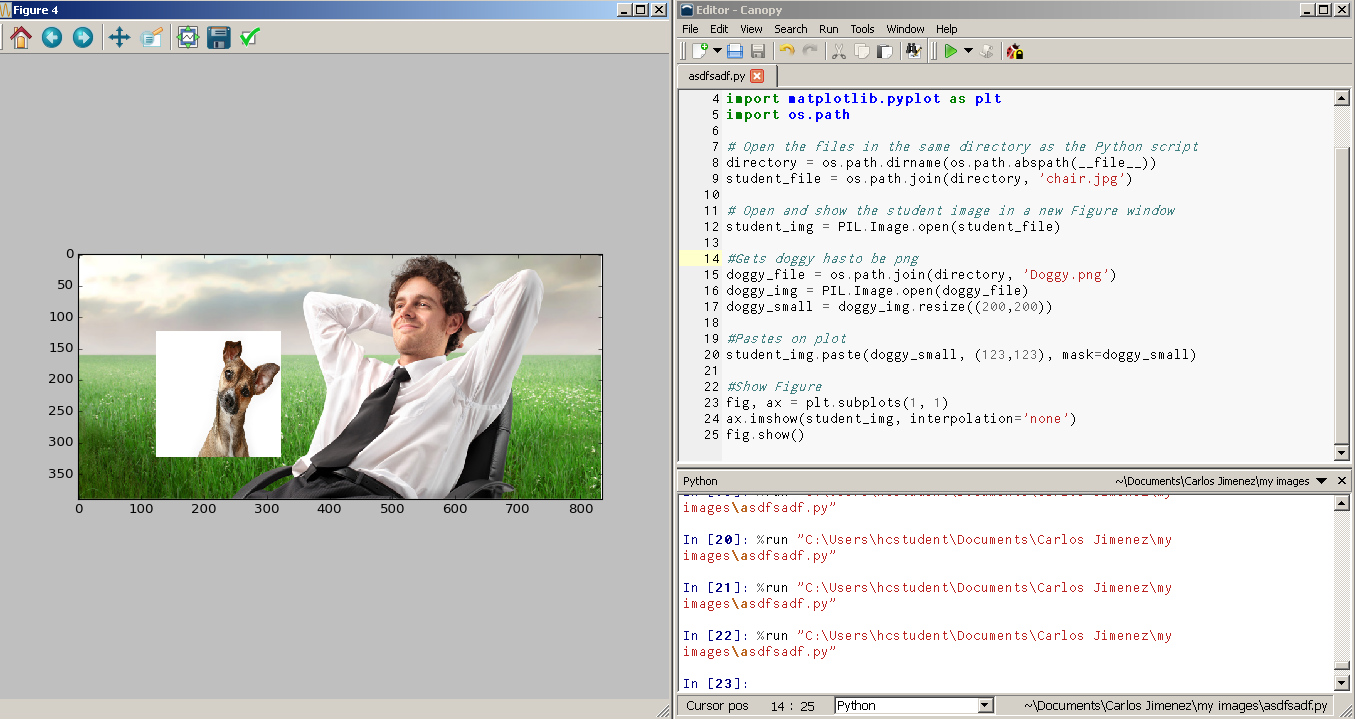 Figure 4
0
50
100
150
200
250
300
350
0 100 200 300 400 500 600 700 800
Editor - Canopy
File Edit View Search Run Tools Window Help
asdfsadf.py
4 import matplotlib.pyplot as plt
5 import os.path
6
7 # Open the files in the same directory as the Python script
8 directory = os.path.dirname(os.path.abspath(__file__))
9 student_file = os.path.join(directory, 'chair.jpg')
10
11 # Open and show the student image in a new Figure window
12 student_img = PIL.Image.open(student_file)
13
14 #Gets doggy hasto be png
15 doggy_file = os.path.join(directory, 'Doggy.png')
16 doggy_img = PIL.Image.open(doggy_file)
17 doggy_small = doggy_img.resize((200,200))
18
19 #Pastes on plot
20 student_img.paste(doggy_small, (123,123), mask=doggy_small)
21
22 #Show Figure
23 fig, ax = plt.subplots(1, 1)
24 ax.imshow(student_img, interpolation='none')
25 fig.show()
Python ~\Documents\Carlos Jimenez\my images
images\asdfsadf.py"
In [20]: %run "C:\Users\hcstudent\Documents\Carlos Jimenez\my
images\asdfsadf.py"
In [21]: %run "C:\Users\hcstudent\Documents\Carlos Jimenez\my
images\asdfsadf.py"
In [22]: %run "C:\Users\hcstudent\Documents\Carlos Jimenez\my
images\asdfsadf.py"
In [23]:
Cursor pos 14 : 25 Python ~\Documents\Carlos Jimenez\my images\asdfsadf.py